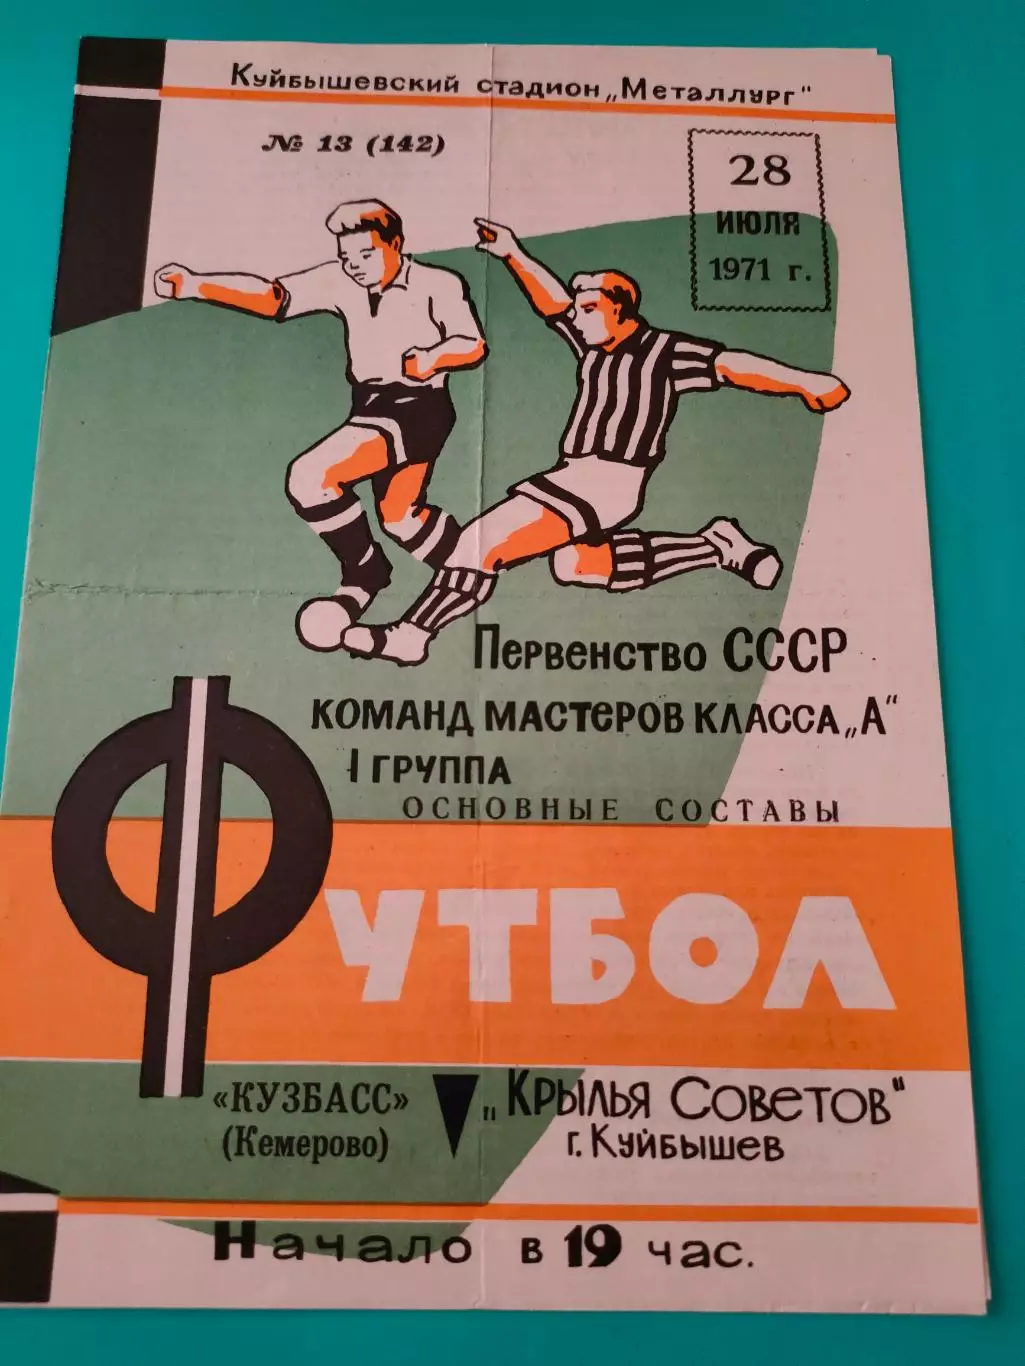 Куйбышевский стадион „Металлург"
№ 13 (142)
28
ИЮЛЯ
1971 г.
Первенство СССР
КОМАНД МАСТЕРОВ КЛАССА „А"
I ГРУППА
ОСНОВНЫЕ СОСТАВЫ
ФУТБОЛ
«КУЗБАСС»
(Кемерово)
„Крылья Советов"
г. Куйбышев
Начало в 19 час.